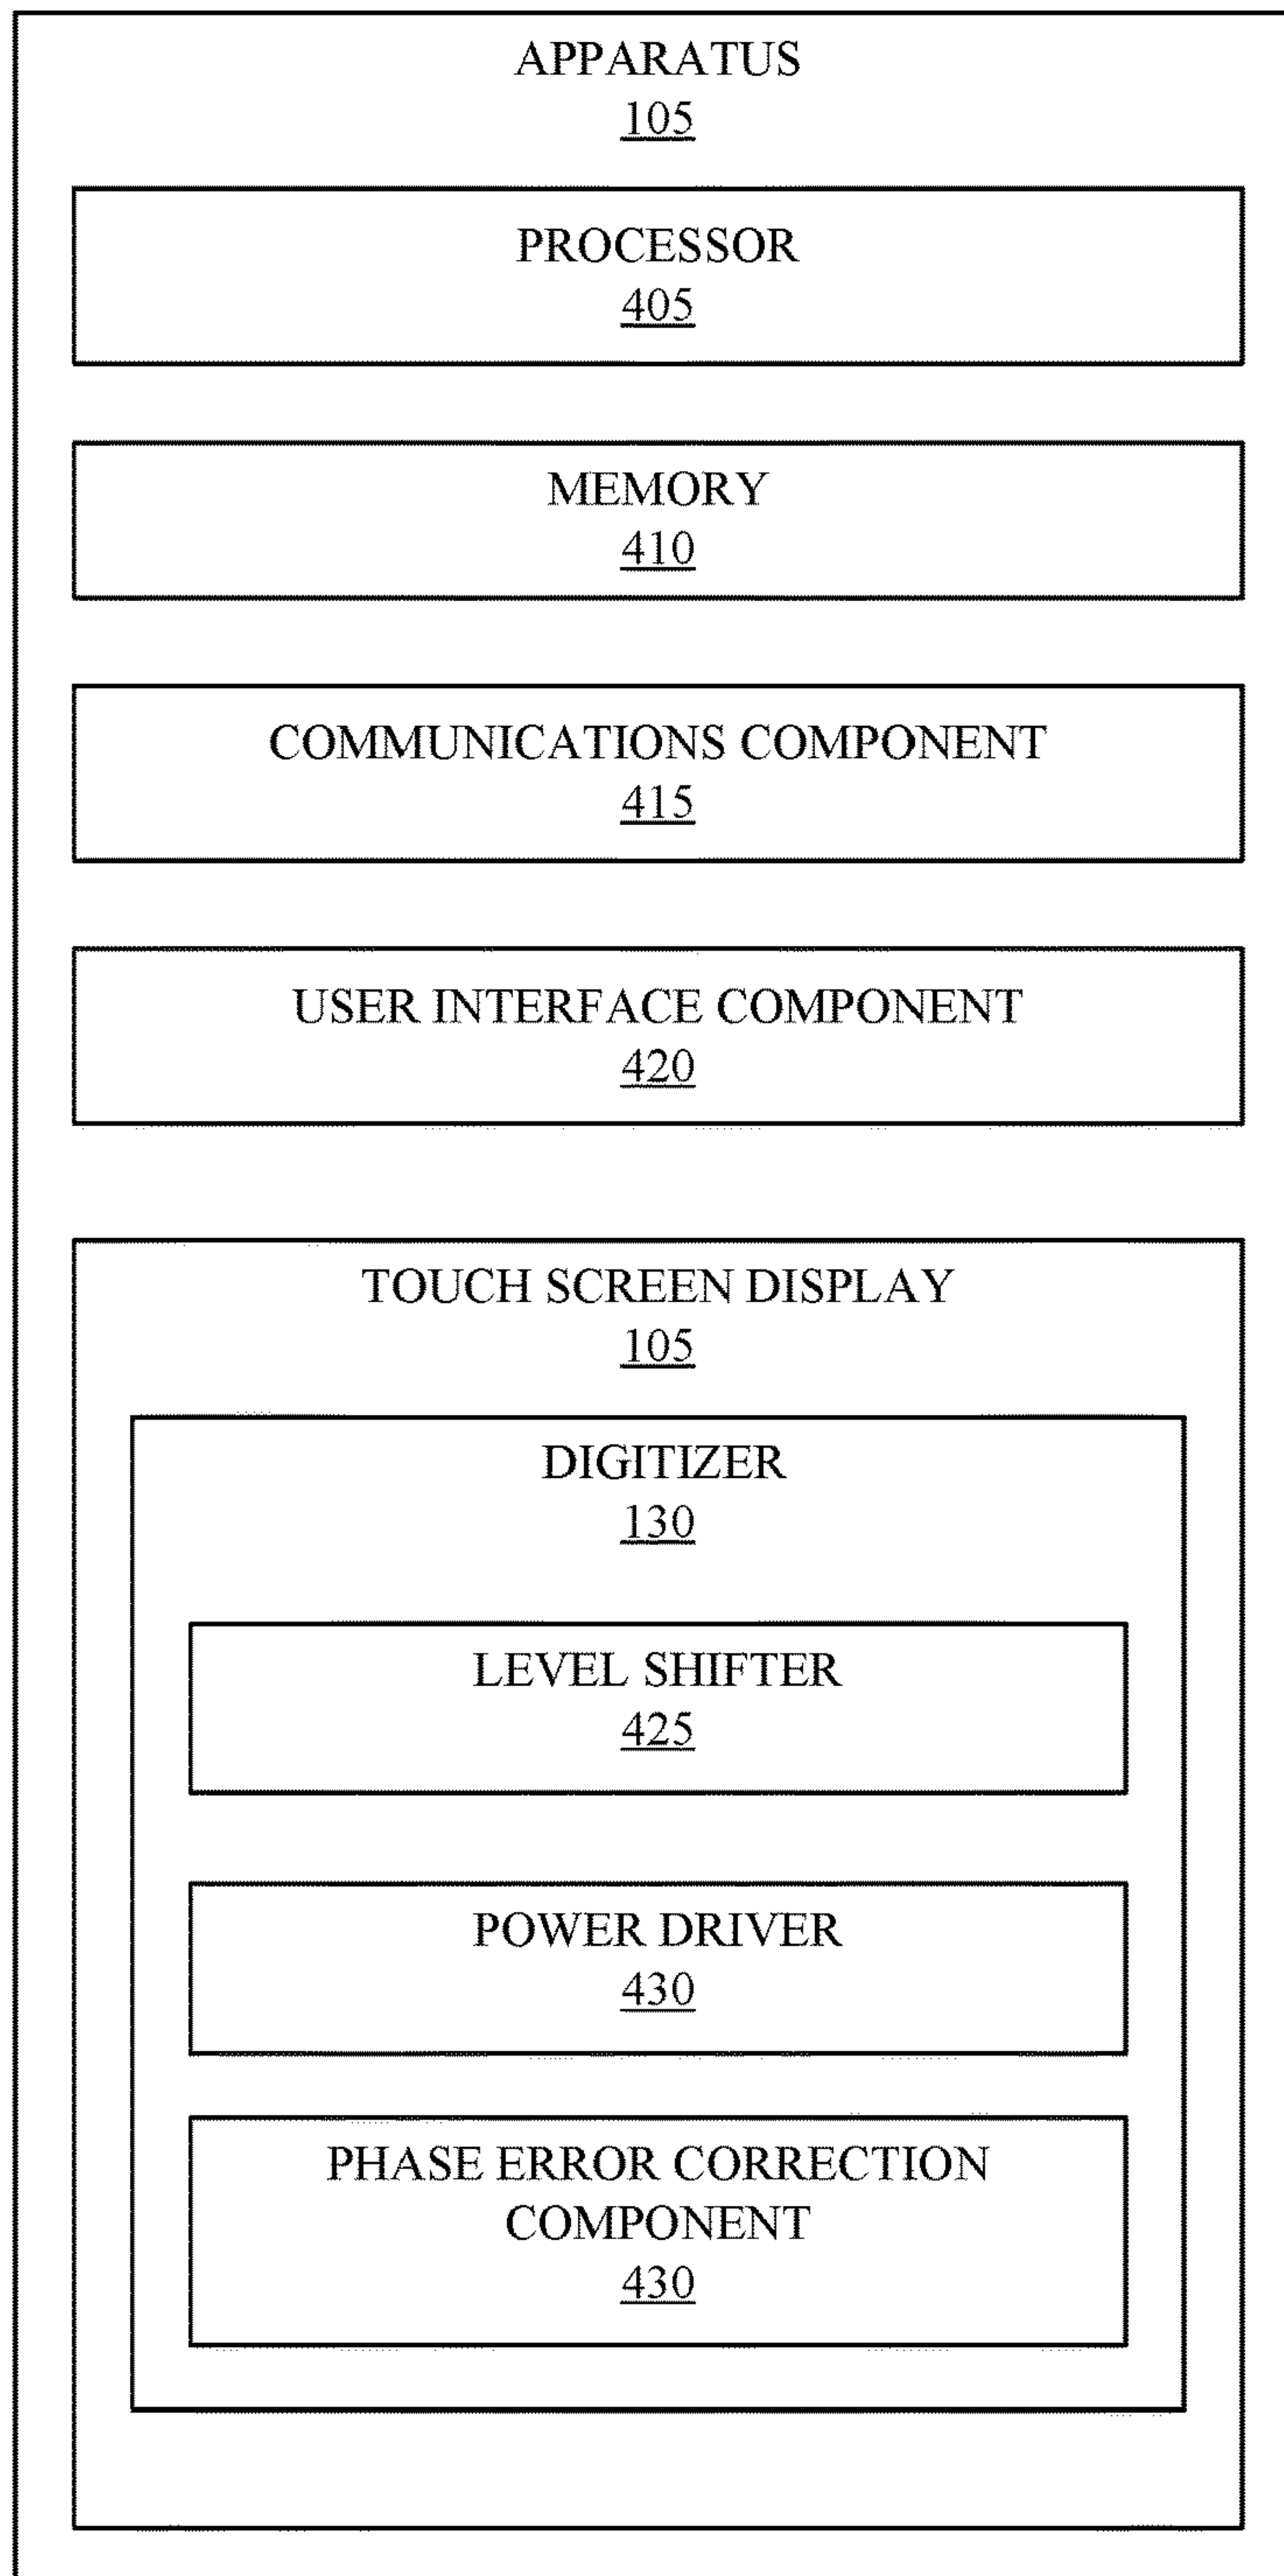 APPARATUS
105
PROCESSOR
405
MEMORY
410
COMMUNICATIONS COMPONENT
415
USER INTERFACE COMPONENT
420
TOUCH SCREEN DISPLAY
105
DIGITIZER
130
LEVEL SHIFTER
425
POWER DRIVER
430
PHASE ERROR CORRECTION
COMPONENT
430